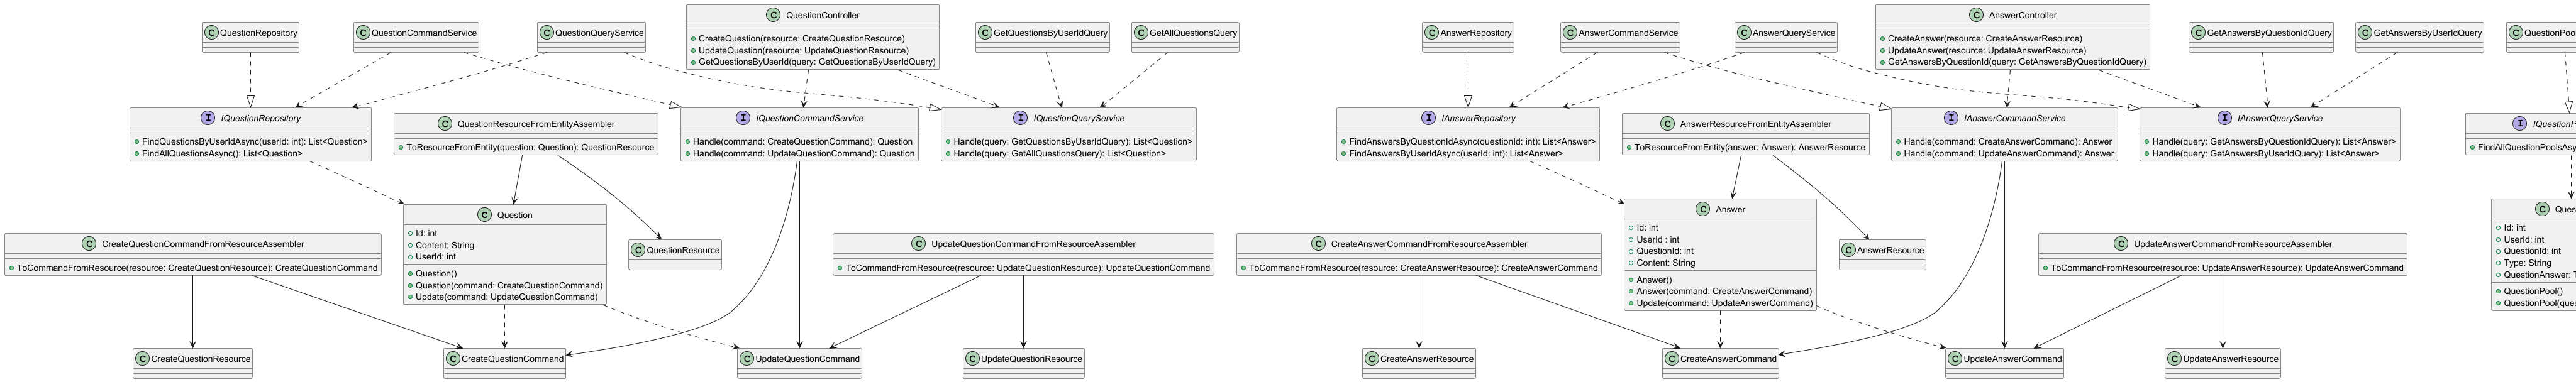 C QuestionRepository
C QuestionCommandService
C QuestionQueryService
C QuestionController
CreateQuestion(resource: CreateQuestionResource)
UpdateQuestion(resource: UpdateQuestionResource)
GetQuestionsByUserId(query: GetQuestionsByUserIdQuery)
C GetQuestionsByUserIdQuery
C GetAllQuestionsQuery
C AnswerRepository
C AnswerCommandService
C AnswerQueryService
C AnswerController
CreateAnswer(resource: CreateAnswerResource)
UpdateAnswer(resource: UpdateAnswerResource)
GetAnswersByQuestionId(query: GetAnswersByQuestionIdQuery)
C GetAnswersByQuestionIdQuery
C GetAnswersByUserIdQuery
C QuestionPool
I IQuestionRepository
FindQuestionsByUserIdAsync(userId: int): List<Question>
FindAllQuestionsAsync(): List<Question>
C QuestionResourceFromEntityAssembler
ToResourceFromEntity(question: Question): QuestionResource
I IQuestionCommandService
Handle(command: CreateQuestionCommand): Question
Handle(command: UpdateQuestionCommand): Question
I IQuestionQueryService
Handle(query: GetQuestionsByUserIdQuery): List<Question>
Handle(query: GetAllQuestionsQuery): List<Question>
I IAnswerRepository
FindAnswersByQuestionIdAsync(questionId: int): List<Answer>
FindAnswersByUserIdAsync(userId: int): List<Answer>
C AnswerResourceFromEntityAssembler
ToResourceFromEntity(answer: Answer): AnswerResource
I IAnswerCommandService
Handle(command: CreateAnswerCommand): Answer
Handle(command: UpdateAnswerCommand): Answer
I IAnswerQueryService
Handle(query: GetAnswersByQuestionIdQuery): List<Answer>
Handle(query: GetAnswersByUserIdQuery): List<Answer>
I IQuestionP
FindAllQuestionPoolsAsy
C CreateQuestionCommandFromResourceAssembler
ToCommandFromResource(resource: CreateQuestionResource): CreateQuestionCommand
C Question
Id: int
Content: String
UserId: int
Question()
Question(command: CreateQuestionCommand)
Update(command: UpdateQuestionCommand)
C QuestionResource
C UpdateQuestionCommandFromResourceAssembler
ToCommandFromResource(resource: UpdateQuestionResource): UpdateQuestionCommand
C CreateAnswerCommandFromResourceAssembler
ToCommandFromResource(resource: CreateAnswerResource): CreateAnswerCommand
C Answer
Id: int
UserId : int
QuestionId: int
Content: String
Answer()
Answer(command: CreateAnswerCommand)
Update(command: UpdateAnswerCommand)
C AnswerResource
C UpdateAnswerCommandFromResourceAssembler
ToCommandFromResource(resource: UpdateAnswerResource): UpdateAnswerCommand
C Ques
Id: int
UserId: int
QuestionId: int
Type: String
QuestionAnswer: T
QuestionPool()
QuestionPool(ques
C CreateQuestionResource
C CreateQuestionCommand
C UpdateQuestionCommand
C UpdateQuestionResource
C CreateAnswerResource
C CreateAnswerCommand
C UpdateAnswerCommand
C UpdateAnswerResource